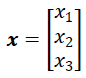 x = [x₁
x₂
x₃]